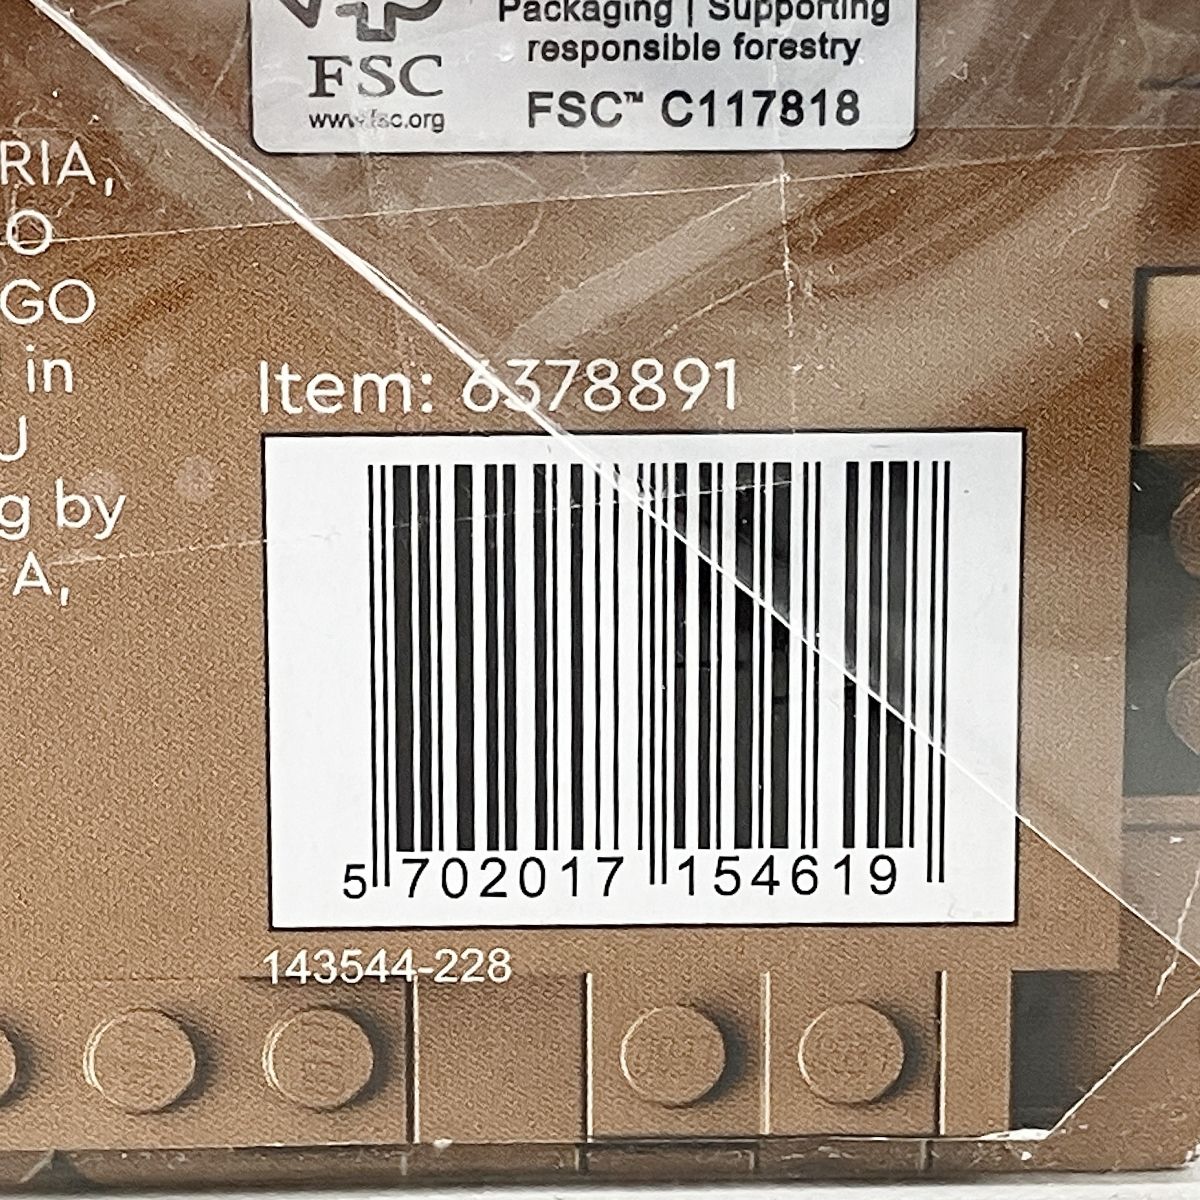 Packaging | Supporting
responsible forestry
FSC
www.fsc.org
FSC™ C117818
RIA,
O
GO
in
U
g by
A,
Item: 6378891
5 702017 154619
143544-228